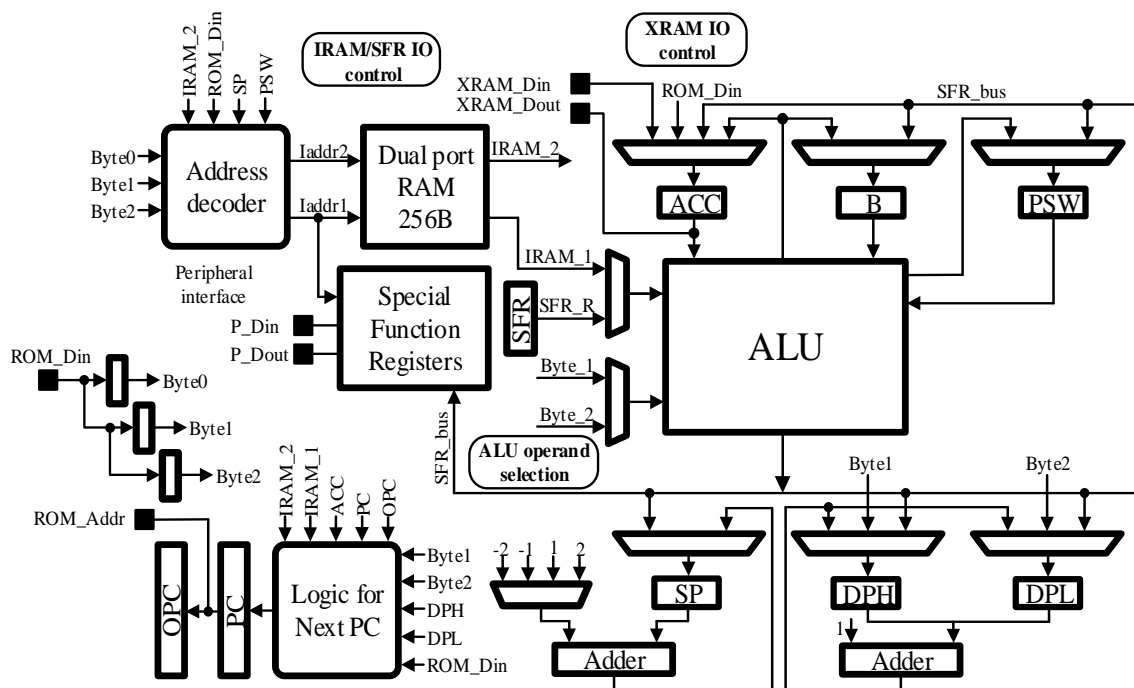 IRAM_2
ROM_Din
SP
PSW
IRAM/SFR IO
control
XRAM IO
control
XRAM_Din
XRAM_Dout
ROM_Din
SFR_bus
Byte0
Byte1
Byte2
Address
decoder
Iaddr2
Iaddr1
Dual port
RAM
256B
IRAM_2
ACC
B
PSW
IRAM_1
Peripheral
interface
P_Din
P_Dout
Special
Function
Registers
SFR
SFR_R
ALU
ROM_Din
Byte0
Byte1
Byte2
Byte_1
Byte_2
SFR_bus
ALU operand
selection
Byte1
Byte2
ROM_Addr
IRAM_2
IRAM_1
ACC
PC
OPC
OPC
PC
Logic for
Next PC
Byte1
Byte2
DPH
DPL
ROM_Din
-2
-1
1
2
SP
Adder
DPH
DPL
1
Adder